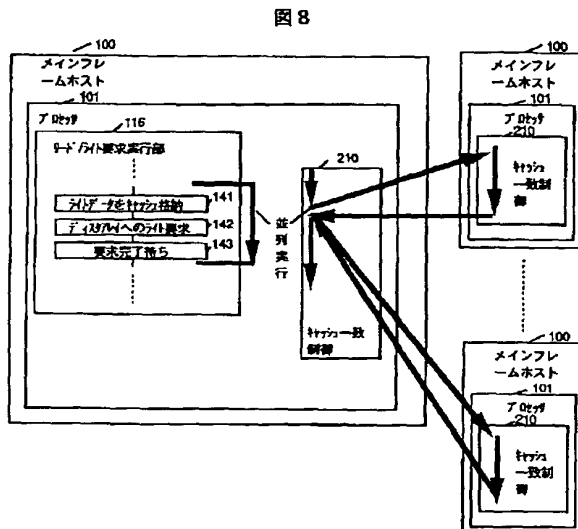 図8
100
メインフレ
ームホスト
101
プロセッサ
116
リード/ライト要求実行部
ライトデータをキャッシュ格納
141
ディスクアレイへのライト要求
142
要求完了待ち
143
並列実行
210
キャッシュ一致
制御
100
メインフレ
ームホスト
101
プロセッサ
210
キャッシュ
一致制
御
100
メインフレ
ームホスト
101
プロセッサ
210
キャッシュ
一致制
御